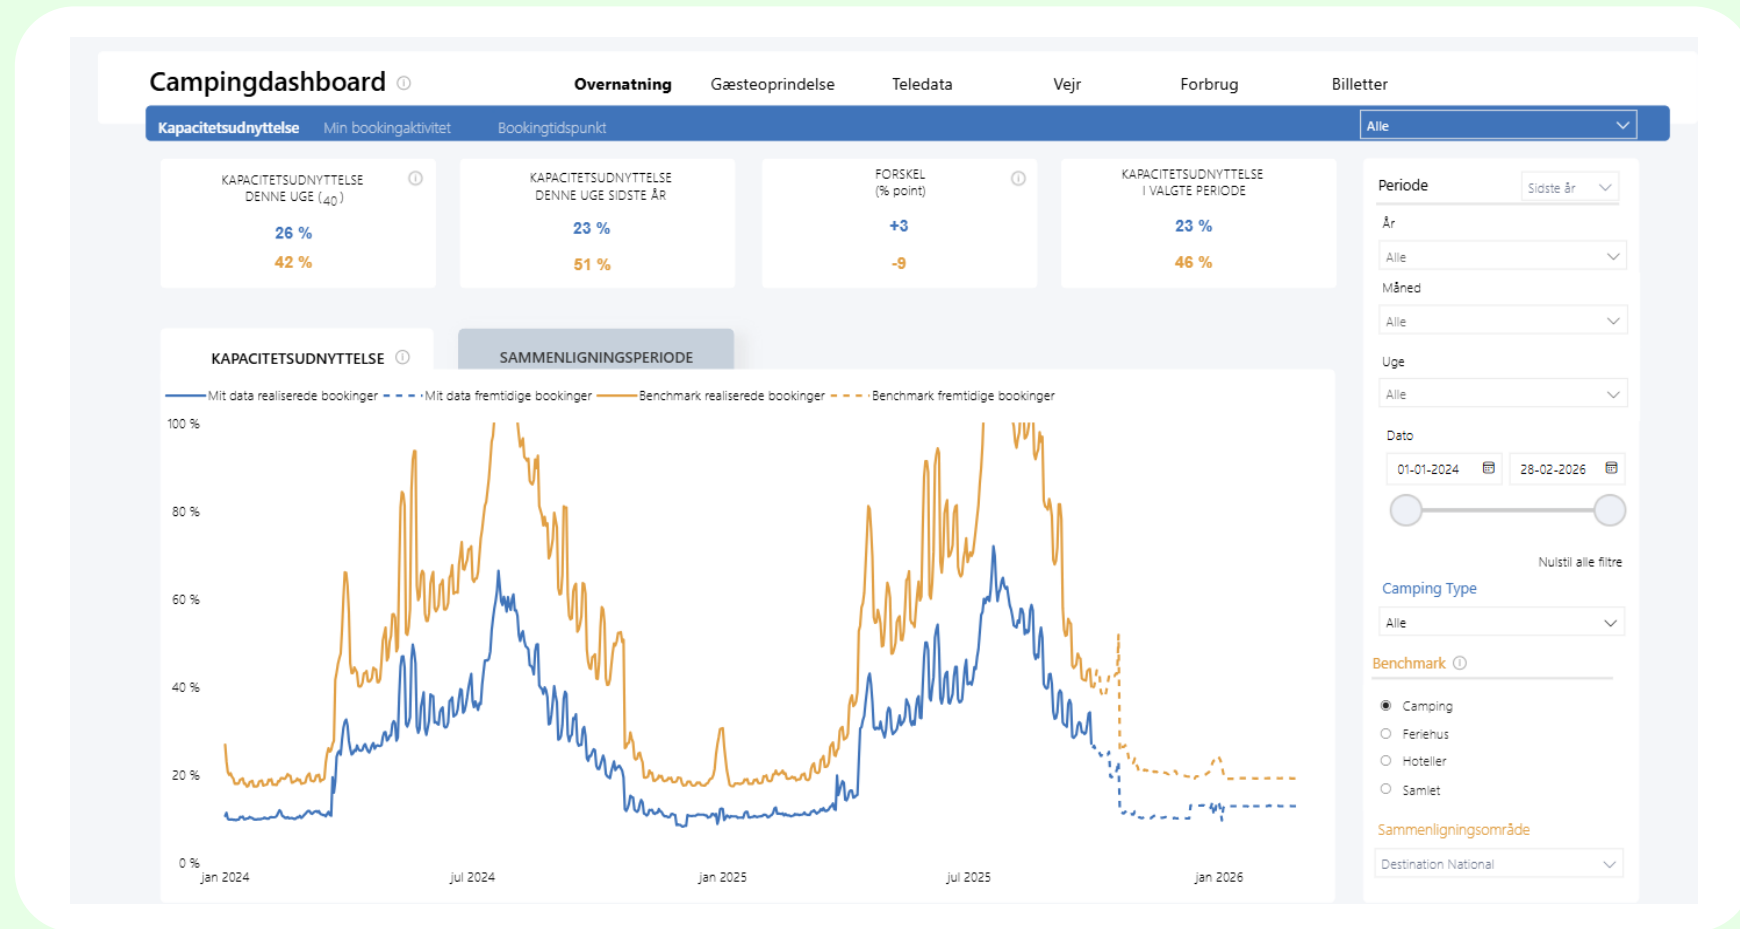 Campingdashboard
Overnatning Gæsteoprindelse Teledata Vejr Forbrug Billetter
Kapacitetsudnyttelse Min bookingaktivitet Bookingtidspunkt Alle
KAPACITETSUDNYTTELSE
DENNE UGE (40)
26 %
42 %
KAPACITETSUDNYTTELSE
DENNE UGE SIDSTE ÅR
23 %
51 %
FORSKEL
(% point)
+3
-9
KAPACITETSUDNYTTELSE
I VALGTE PERIODE
23 %
46 %
KAPACITETSUDNYTTELSE
SAMMENLIGNINGSPERIODE
Mit data realiserede bookinger Mit data fremtidige bookinger Benchmark realiserede bookinger Benchmark fremtidige bookinger
100 %
80 %
60 %
40 %
20 %
0 %
jan 2024 jul 2024 jan 2025 jul 2025 jan 2026
Periode Sidste år
År
Alle
Måned
Alle
Uge
Alle
Dato
01-01-2024 28-02-2026
Nulstil alle filtre
Camping Type
Alle
Benchmark
Camping
Feriehus
Hoteller
Samlet
Sammenligningsområde
Destination National